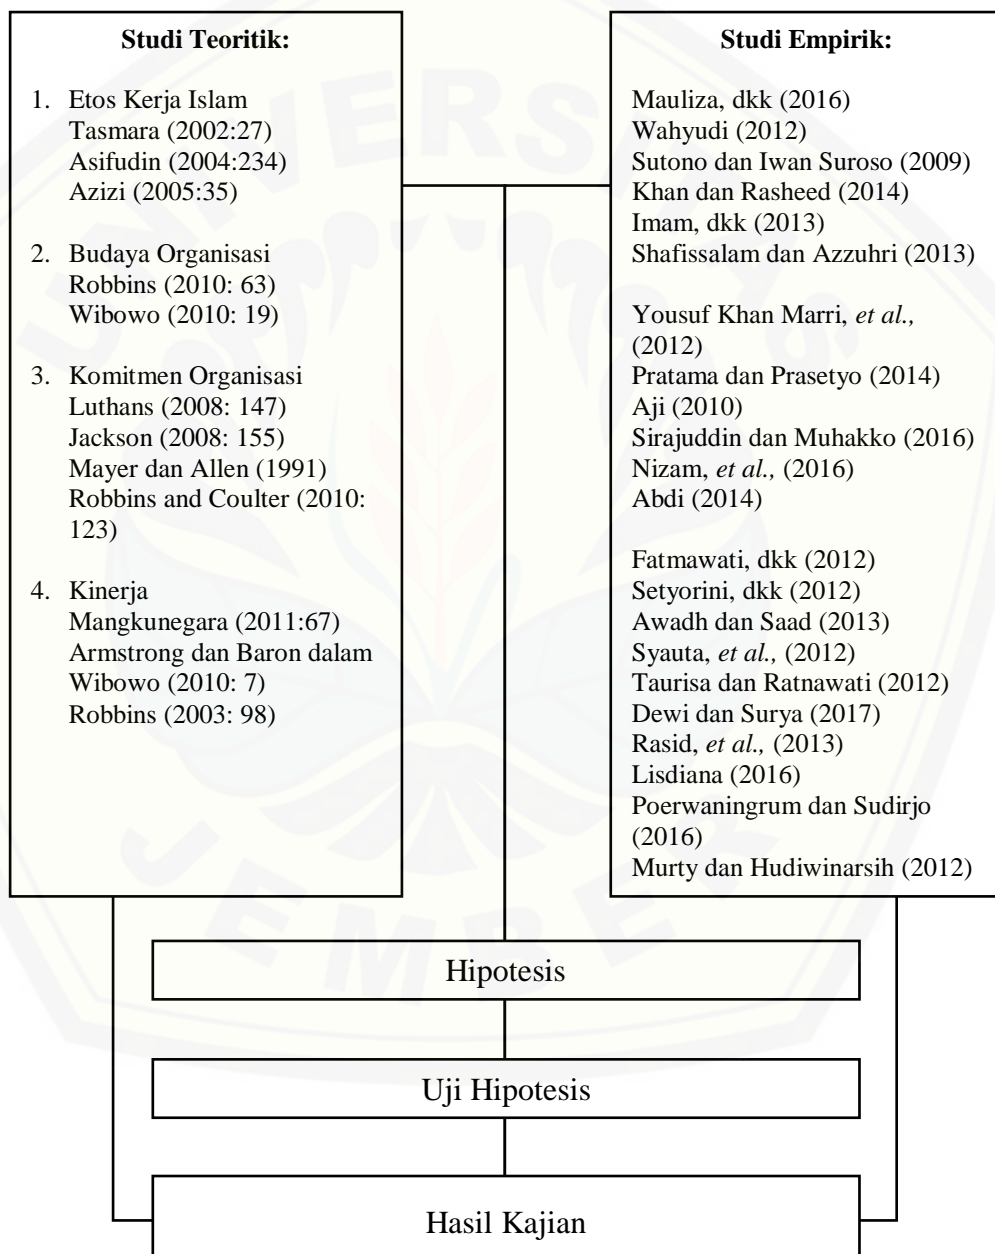 Studi Teoritik:
1. Etos Kerja Islam
Tasmara (2002:27)
Asifudin (2004:234)
Azizi (2005:35)
2. Budaya Organisasi
Robbins (2010: 63)
Wibowo (2010: 19)
3. Komitmen Organisasi
Luthans (2008: 147)
Jackson (2008: 155)
Mayer dan Allen (1991)
Robbins and Coulter (2010:
123)
4. Kinerja
Mangkunegara (2011:67)
Armstrong dan Baron dalam
Wibowo (2010: 7)
Robbins (2003: 98)
Studi Empirik:
Mauliza, dkk (2016)
Wahyudi (2012)
Sutono dan Iwan Suroso (2009)
Khan dan Rasheed (2014)
Imam, dkk (2013)
Shafissalam dan Azzuhri (2013)
Yousuf Khan Marri, et al.,
(2012)
Pratama dan Prasetyo (2014)
Aji (2010)
Sirajuddin dan Muhakko (2016)
Nizam, et al., (2016)
Abdi (2014)
Fatmawati, dkk (2012)
Setyorini, dkk (2012)
Awadh dan Saad (2013)
Syauta, et al., (2012)
Taurisa dan Ratnawati (2012)
Dewi dan Surya (2017)
Rasid, et al., (2013)
Lisdiana (2016)
Poerwaningrum dan Sudirjo
(2016)
Murty dan Hudiwinarsih (2012)
Hipotesis
Uji Hipotesis
Hasil Kajian
UNIVERSITAS
JEMBER